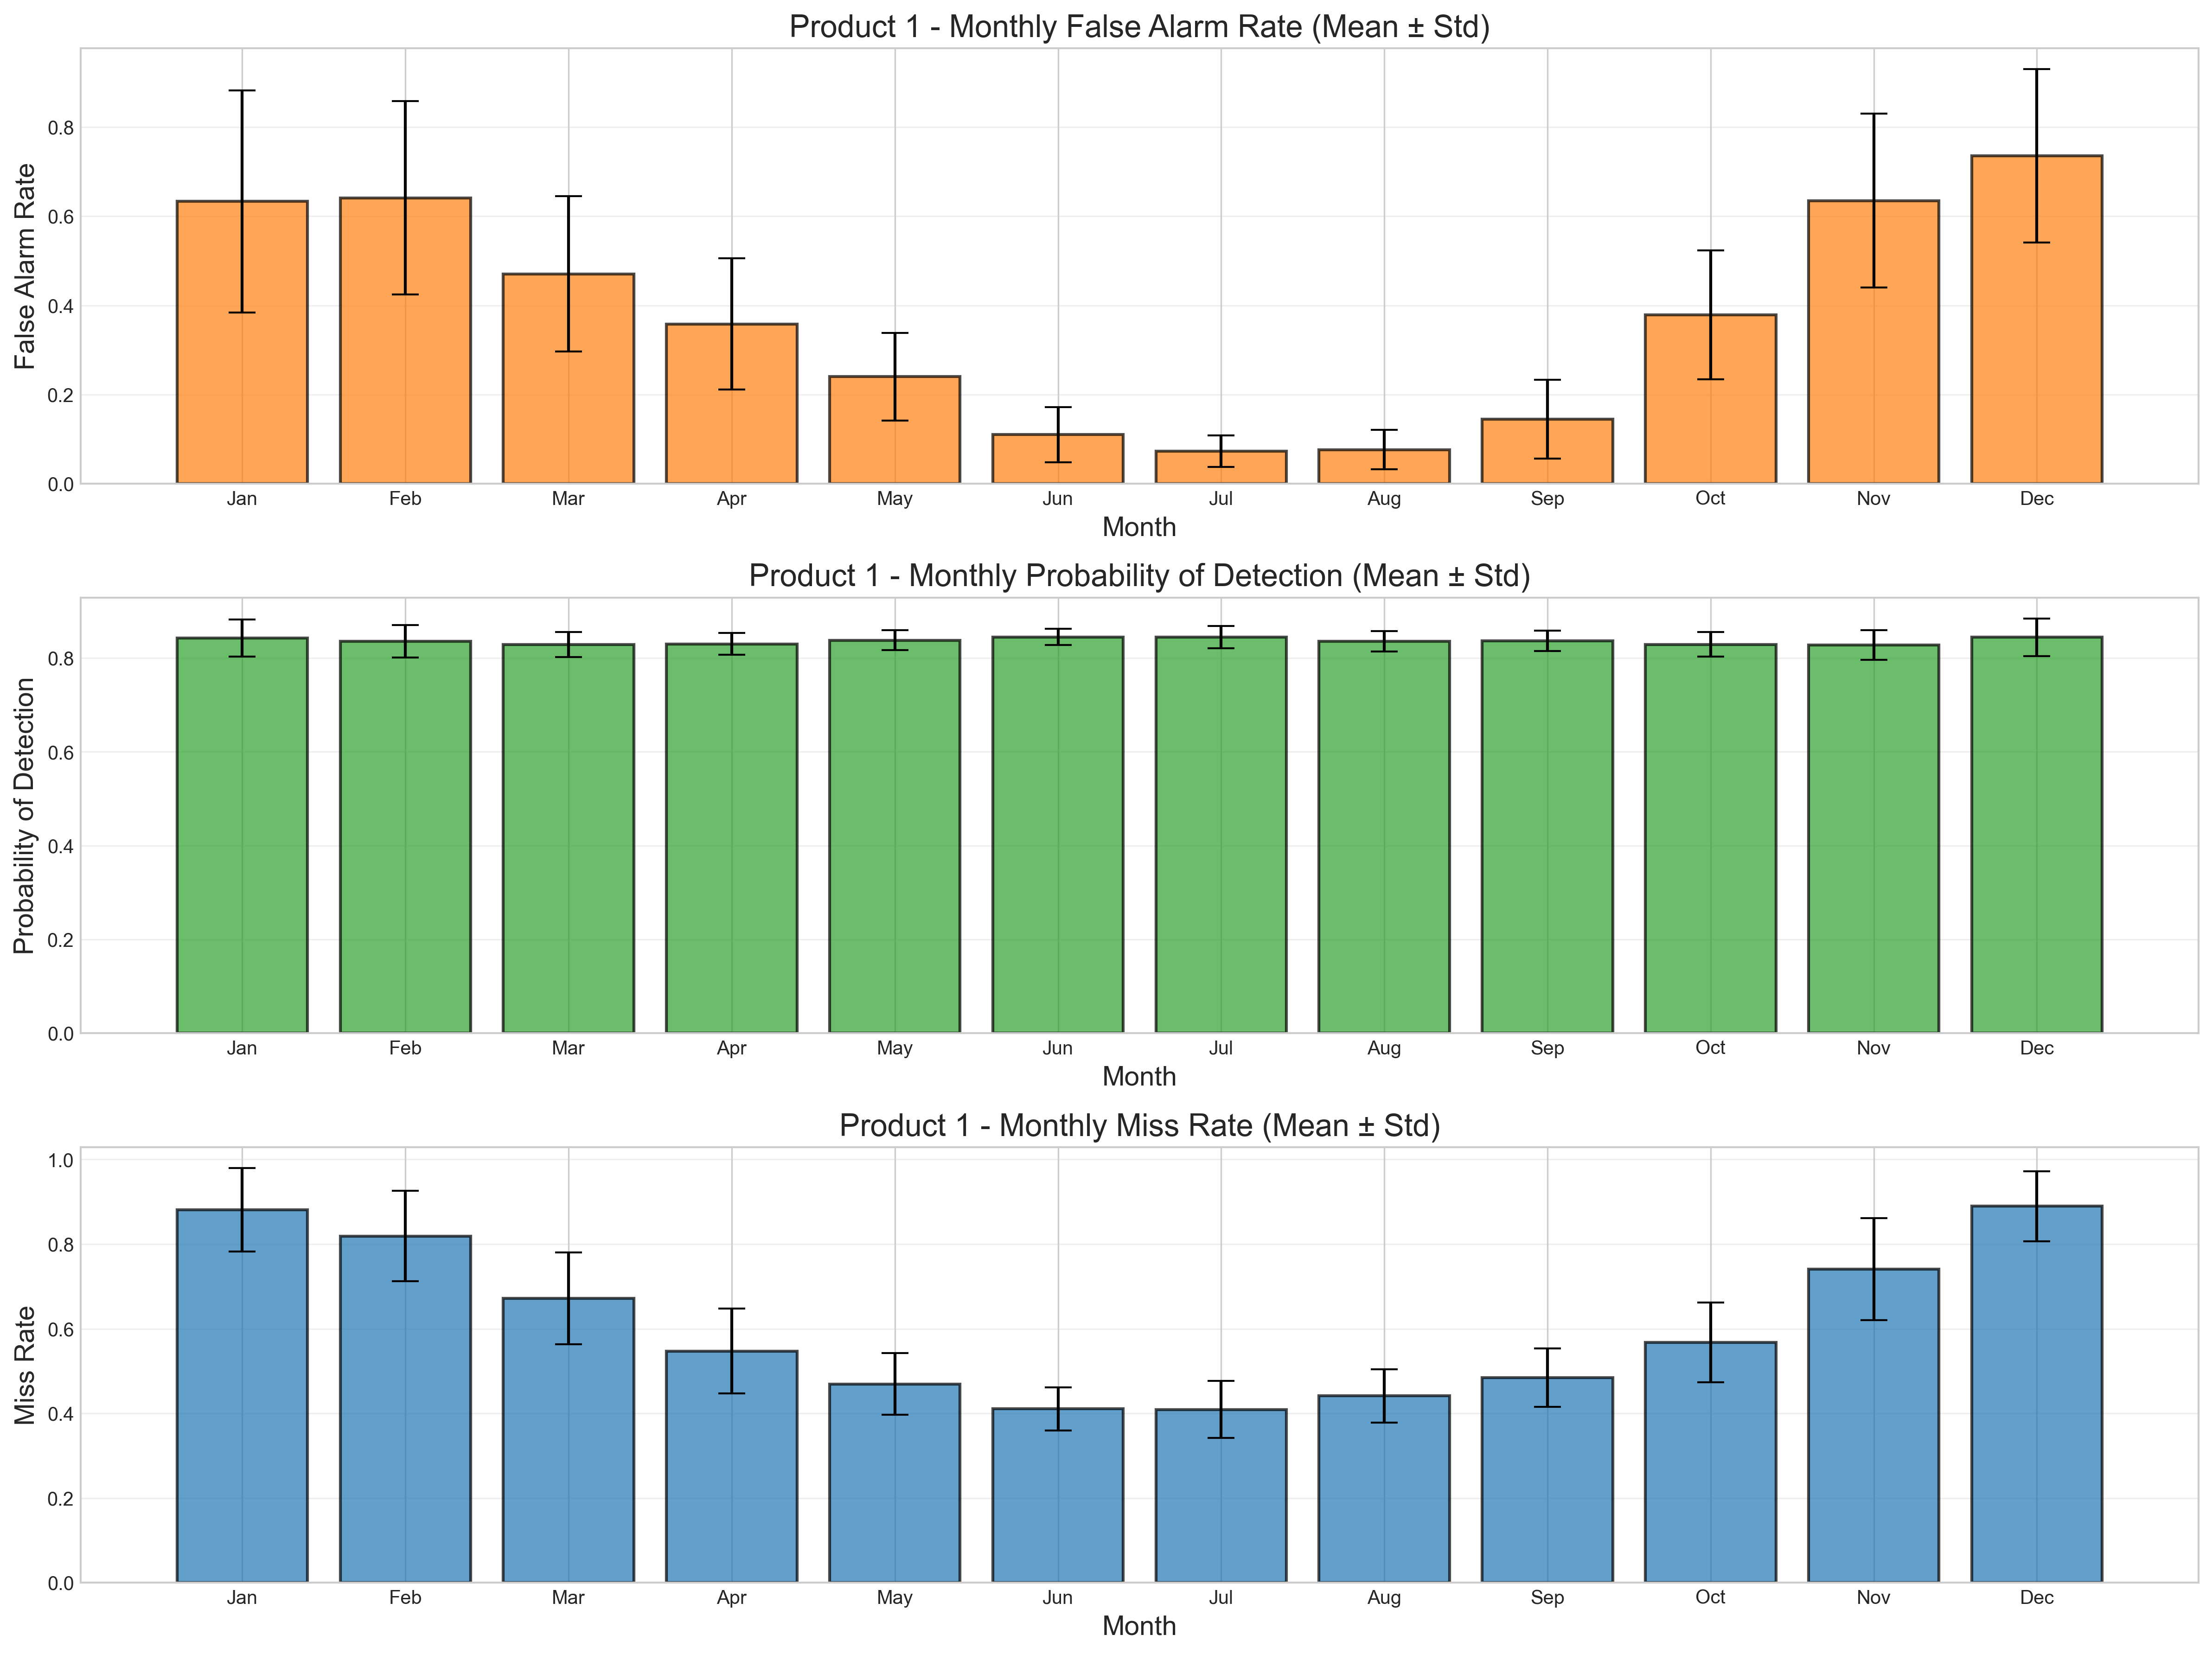 Product 1 - Monthly False Alarm Rate (Mean ± Std)
False Alarm Rate
0.8
0.6
0.4
0.2
0.0
Jan Feb Mar Apr May Jun Jul Aug Sep Oct Nov Dec
Month
Product 1 - Monthly Probability of Detection (Mean ± Std)
Probability of Detection
0.8
0.6
0.4
0.2
0.0
Jan Feb Mar Apr May Jun Jul Aug Sep Oct Nov Dec
Month
Product 1 - Monthly Miss Rate (Mean ± Std)
Miss Rate
1.0
0.8
0.6
0.4
0.2
0.0
Jan Feb Mar Apr May Jun Jul Aug Sep Oct Nov Dec
Month